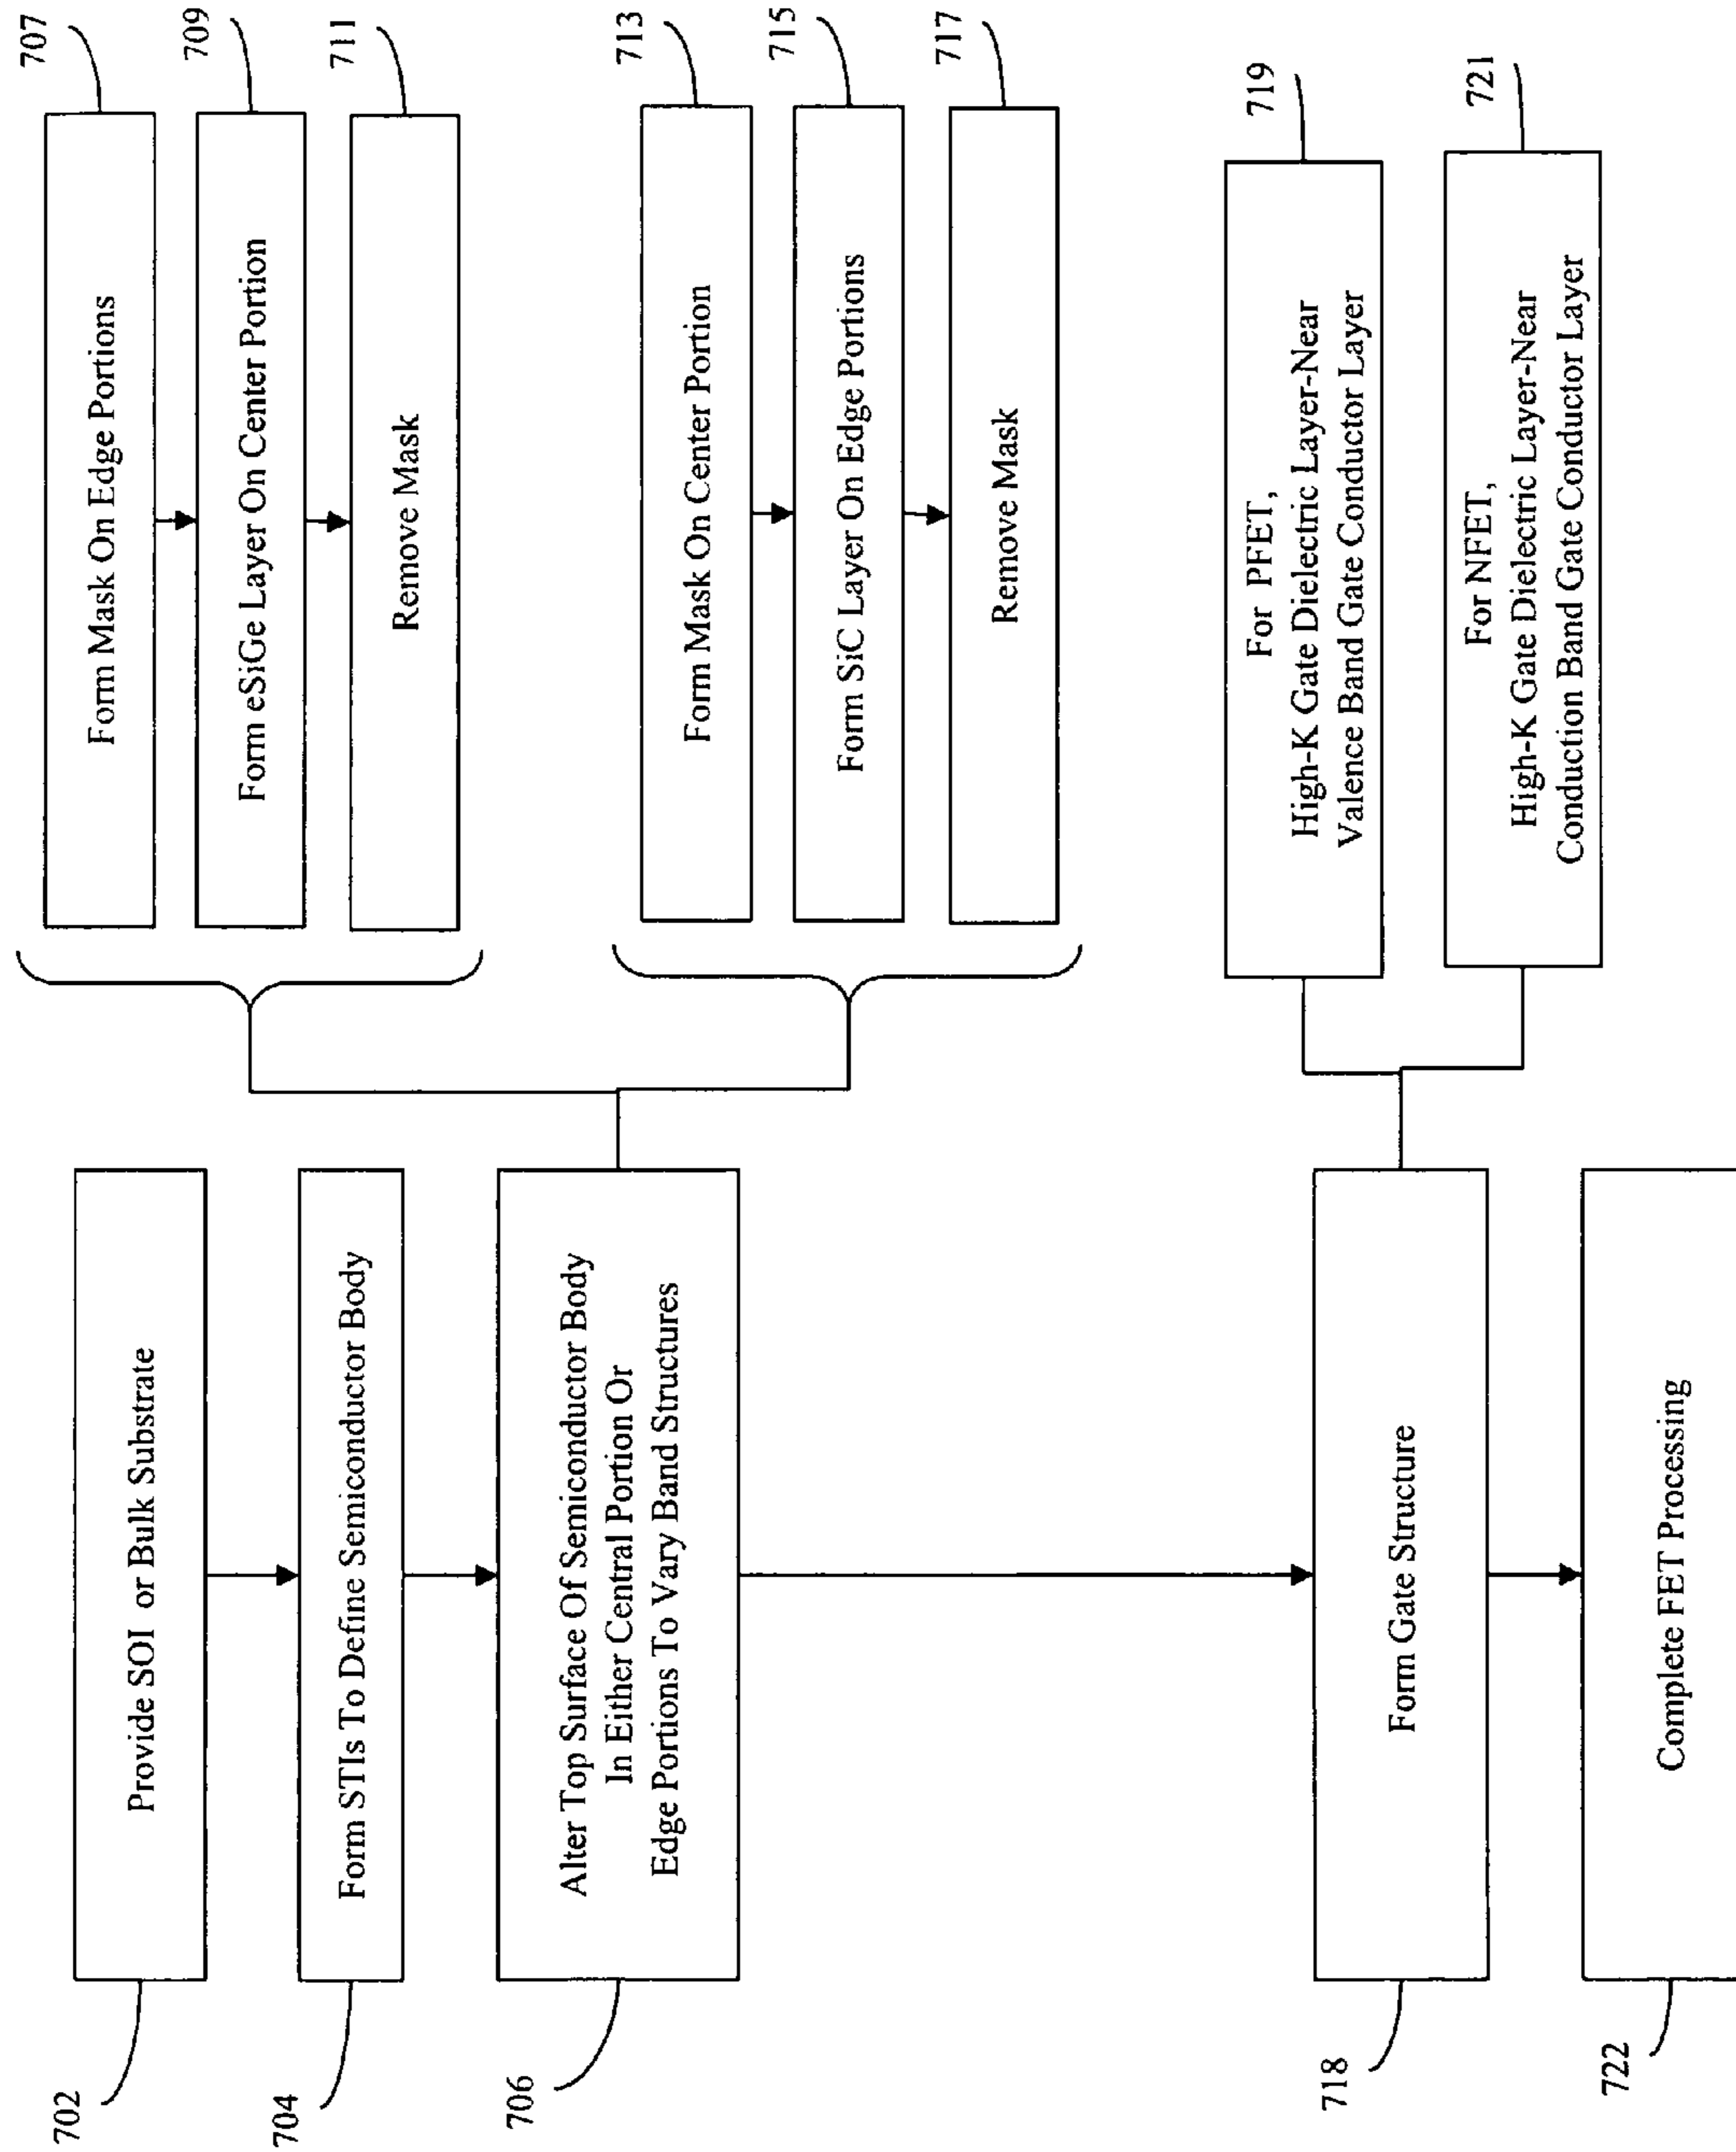 702
Provide SOI or Bulk Substrate
704
Form STIs To Define Semiconductor Body
706
Alter Top Surface Of Semiconductor Body
In Either Central Portion Or
Edge Portions To Vary Band Structures
707
Form Mask On Edge Portions
709
Form eSiGe Layer On Center Portion
711
Remove Mask
713
Form Mask On Center Portion
715
Form SiC Layer On Edge Portions
717
Remove Mask
718
Form Gate Structure
719
For PFET,
High-K Gate Dielectric Layer-Near
Valence Band Gate Conductor Layer
721
For NFET,
High-K Gate Dielectric Layer-Near
Conduction Band Gate Conductor Layer
722
Complete FET Processing